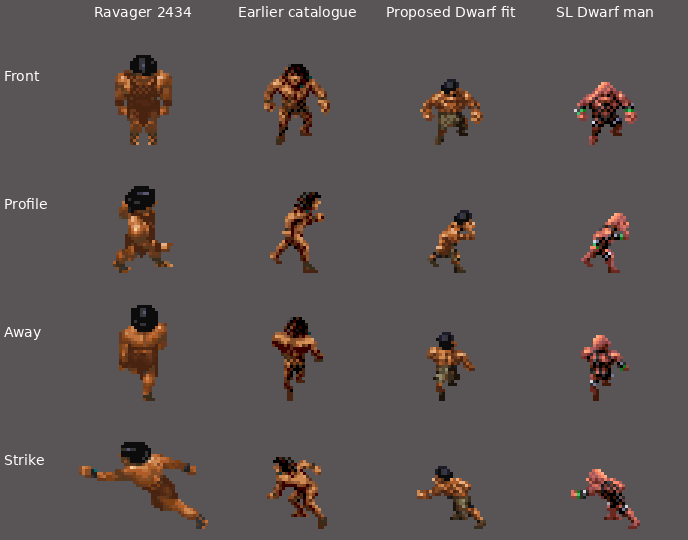 Ravager 2434 Earlier catalogue Proposed Dwarf fit SL Dwarf man
Front
Profile
Away
Strike